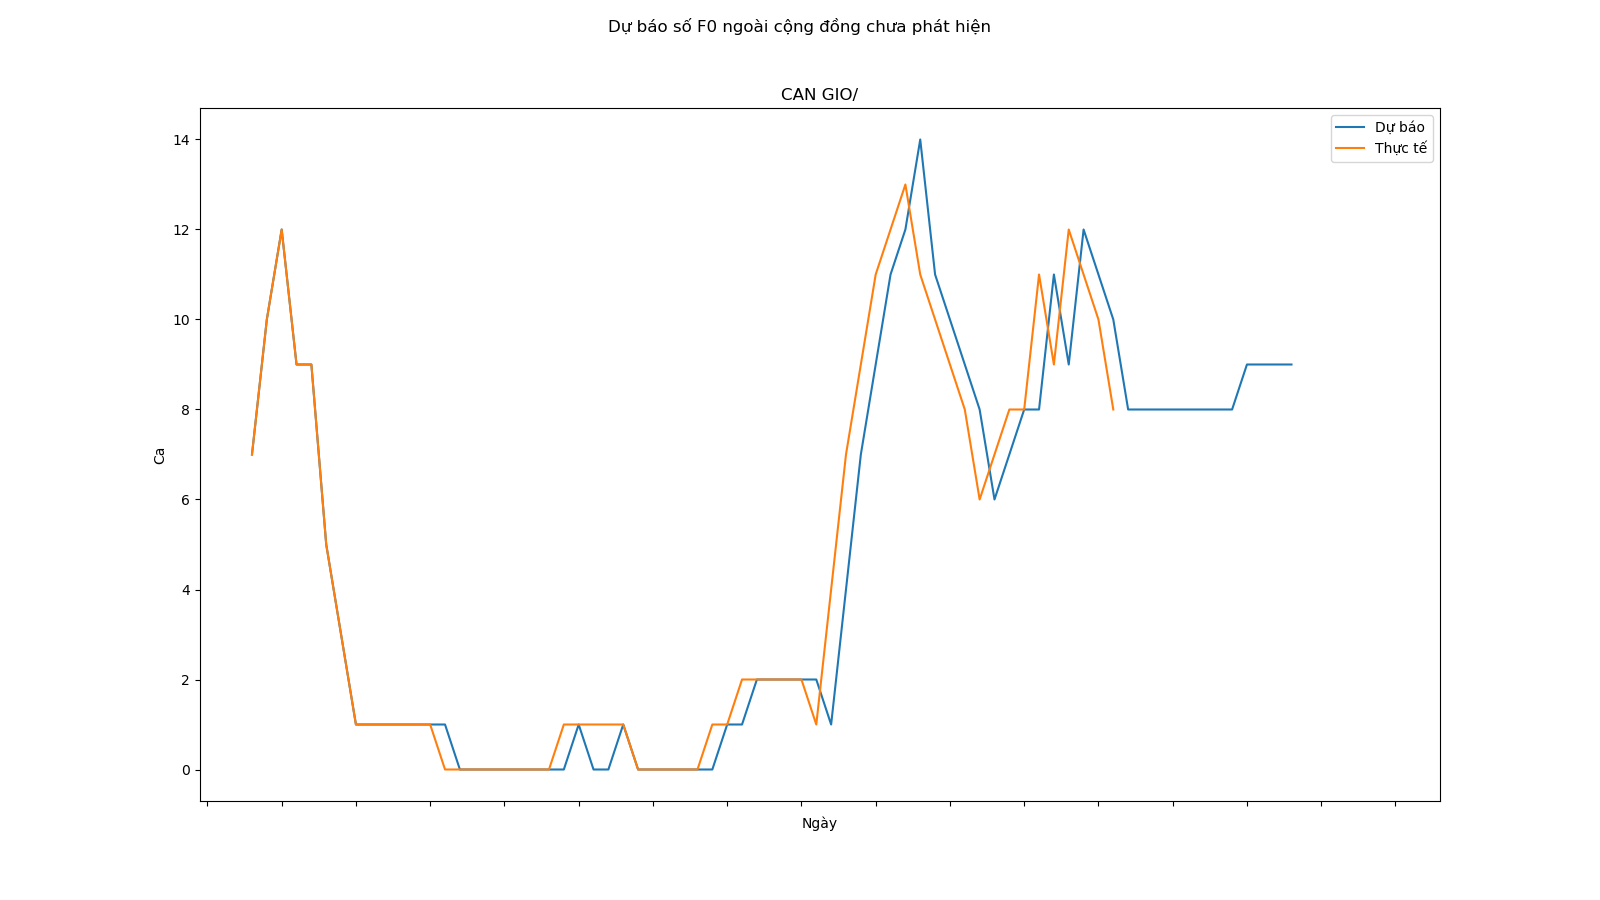 Dự báo số F0 ngoài cộng đồng chưa phát hiện
CAN GIO/
Dự báo
Thực tế
14
12
10
8
6
4
2
0
Ca
Ngày